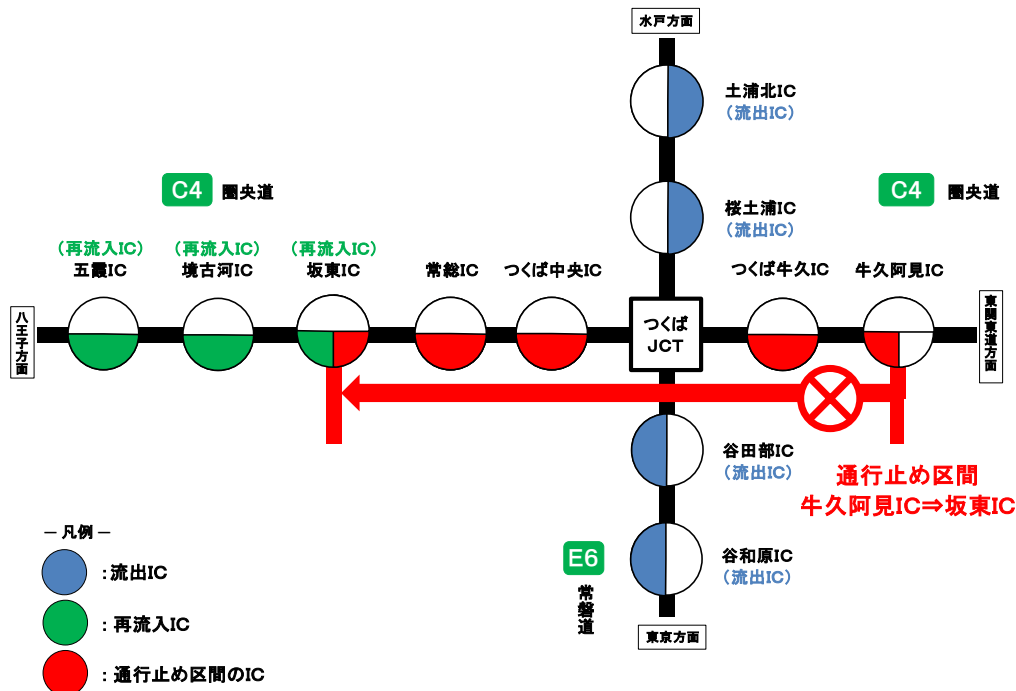 水戸方面
土浦北IC
（流出IC）
C4 圏央道
桜土浦IC
（流出IC）
C4 圏央道
（再流入IC）
五霞IC
（再流入IC）
境古河IC
（再流入IC）
坂東IC
常総IC
つくば中央IC
つくば牛久IC
牛久阿見IC
八王子方面
つくば
JCT
東関東道方面
谷田部IC
（流出IC）
通行止め区間
牛久阿見IC⇒坂東IC
谷和原IC
（流出IC）
E6
常磐道
東京方面
－ 凡例 －
：流出IC
：再流入IC
：通行止め区間のIC